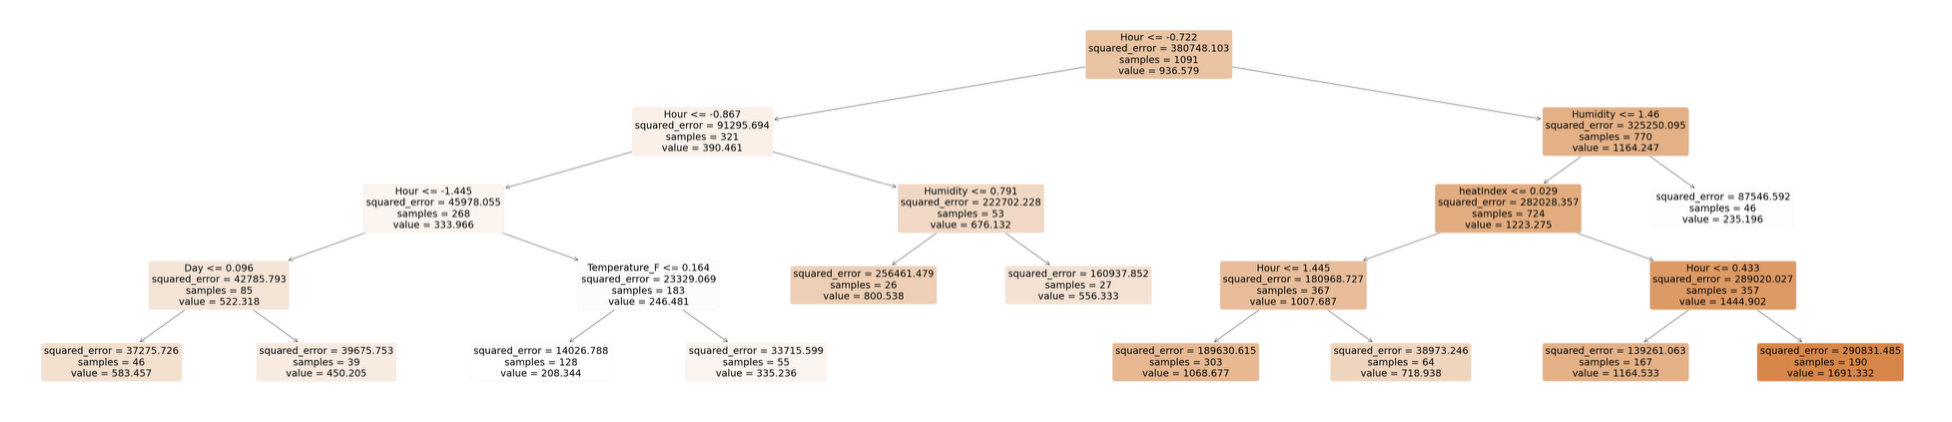 Hour <= -0.722
squared_error = 380748.103
samples = 1091
value = 936.579
Hour <= -0.867
squared_error = 91295.694
samples = 321
value = 390.461
Humidity <= 1.46
squared_error = 325250.095
samples = 770
value = 1164.247
Hour <= -1.445
squared_error = 45978.055
samples = 268
value = 333.966
Humidity <= 0.791
squared_error = 222702.228
samples = 53
value = 676.132
heatIndex <= 0.029
squared_error = 282028.357
samples = 724
value = 1223.275
squared_error = 87546.592
samples = 46
value = 235.196
Day <= 0.096
squared_error = 42785.793
samples = 85
value = 522.318
Temperature_F <= 0.164
squared_error = 23329.069
samples = 183
value = 246.481
squared_error = 256461.479
samples = 26
value = 800.538
squared_error = 160937.852
samples = 27
value = 556.333
Hour <= 1.445
squared_error = 180968.727
samples = 367
value = 1007.687
Hour <= 0.433
squared_error = 289020.027
samples = 357
value = 1444.902
squared_error = 37275.726
samples = 46
value = 583.457
squared_error = 39675.753
samples = 39
value = 450.205
squared_error = 14026.788
samples = 128
value = 208.344
squared_error = 33715.599
samples = 55
value = 335.236
squared_error = 189630.615
samples = 303
value = 1068.677
squared_error = 38973.246
samples = 64
value = 718.938
squared_error = 139261.063
samples = 167
value = 1164.533
squared_error = 290831.485
samples = 190
value = 1691.332